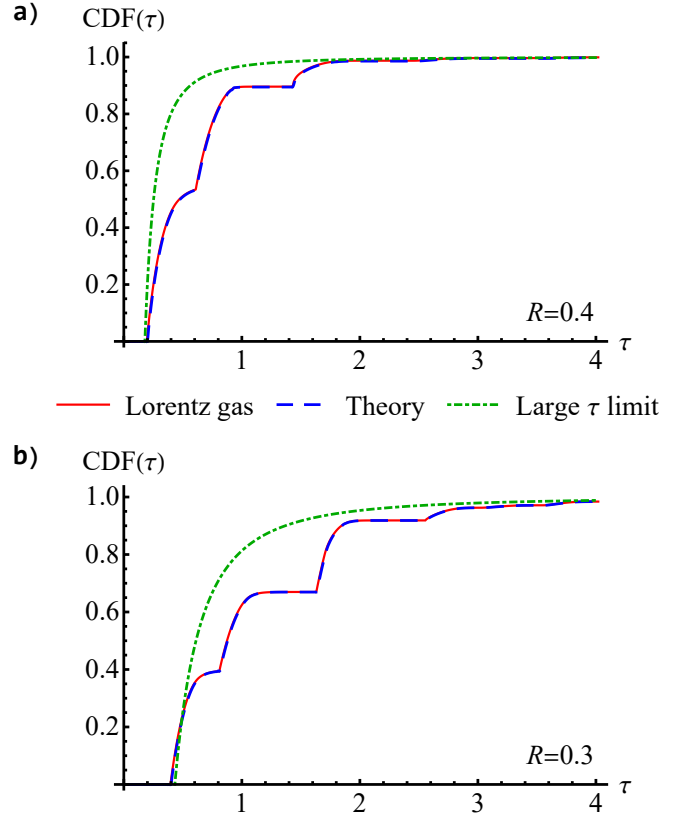 a)
CDF(τ)
1.0
0.8
0.6
0.4
0.2
R=0.4
1 2 3 4 τ
Lorentz gas Theory Large τ limit
b)
CDF(τ)
1.0
0.8
0.6
0.4
0.2
R=0.3
1 2 3 4 τ